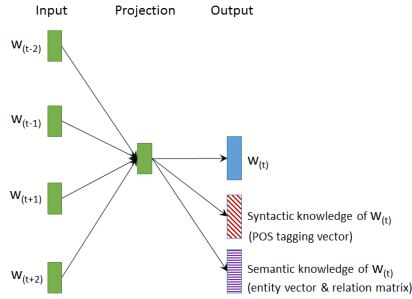 Input Projection Output
W(t-2)
W(t-1)
W(t)
W(t+1)
Syntactic knowledge of W(t)
(POS tagging vector)
W(t+2)
Semantic knowledge of W(t)
(entity vector & relation matrix)